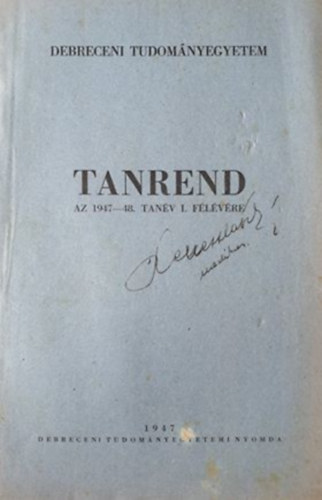 DEBRECENI TUDOMÁNYEGYETEM
TANREND
AZ 1947—48. TANÉV I. FÉLÉVÉRE
1947
DEBRECENI TUDOMÁNYEGYETEMI NYOMDA